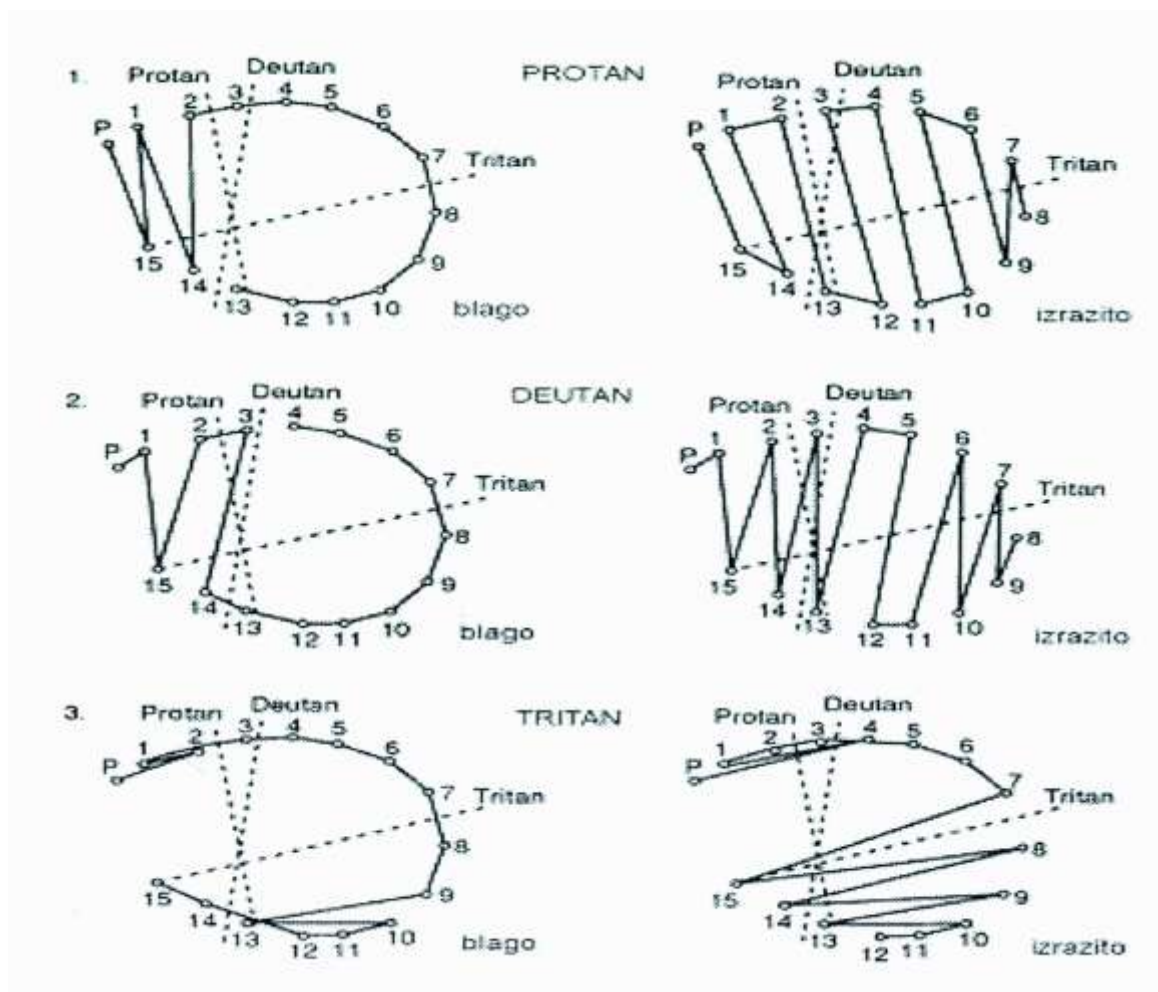 1. Protan Deutan PROTAN Protan Deutan
P 1 2 3 4 5 6 7 8 9 10 11 12 13 14 15 Tritan blago
P 1 2 3 4 5 6 7 8 9 10 11 12 13 14 15 Tritan izrazito
2. Protan Deutan DEUTAN Protan Deutan
P 1 2 3 4 5 6 7 8 9 10 11 12 13 14 15 Tritan blago
P 1 2 3 4 5 6 7 8 9 10 11 12 13 14 15 Tritan izrazito
3. Protan Deutan TRITAN Protan Deutan
P 1 2 3 4 5 6 7 8 9 10 11 12 13 14 15 Tritan blago
P 1 2 3 4 5 6 7 8 9 10 11 12 13 14 15 Tritan izrazito